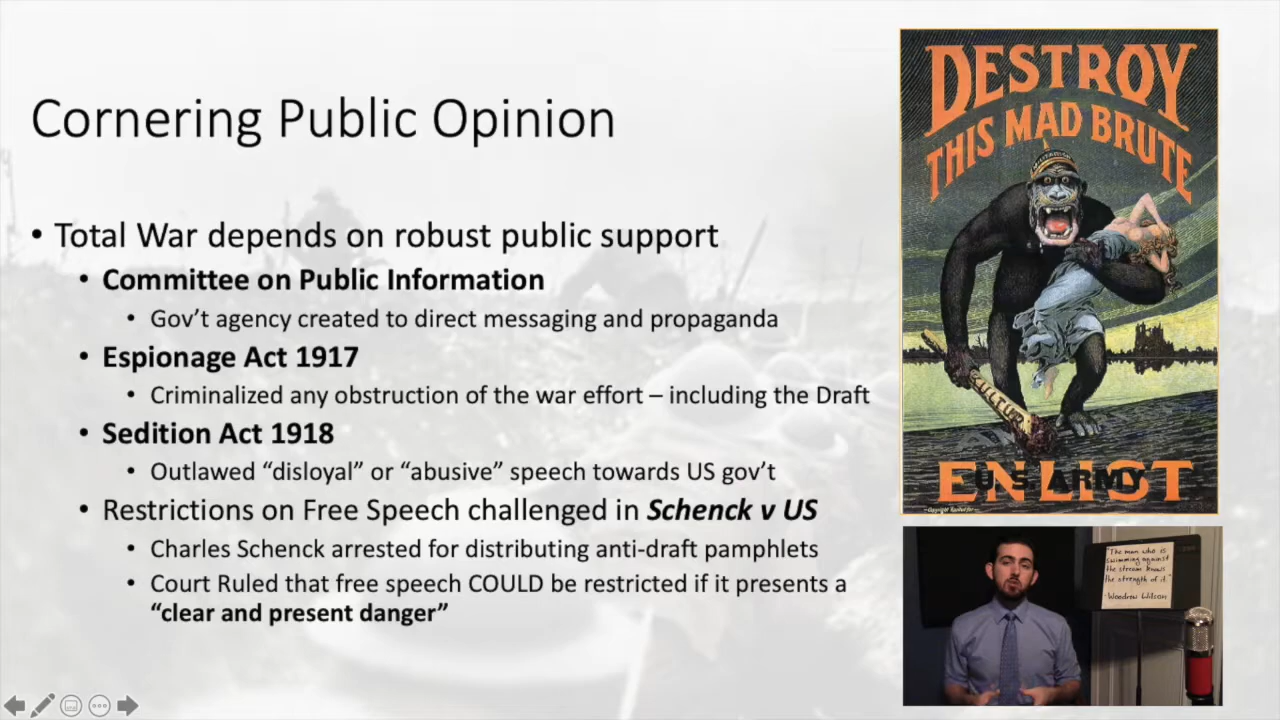 Cornering Public Opinion
• Total War depends on robust public support
• Committee on Public Information
• Gov’t agency created to direct messaging and propaganda
• Espionage Act 1917
• Criminalized any obstruction of the war effort – including the Draft
• Sedition Act 1918
• Outlawed “disloyal” or “abusive” speech towards US gov’t
• Restrictions on Free Speech challenged in Schenck v US
• Charles Schenck arrested for distributing anti-draft pamphlets
• Court Ruled that free speech COULD be restricted if it presents a
“clear and present danger”
DESTROY
THIS MAD BRUTE
MILITARISM
KULTUR
ENLIST
U.S. ARMY
"The man who is
swimming against
the stream knows
the strength of it."
- Woodrow Wilson